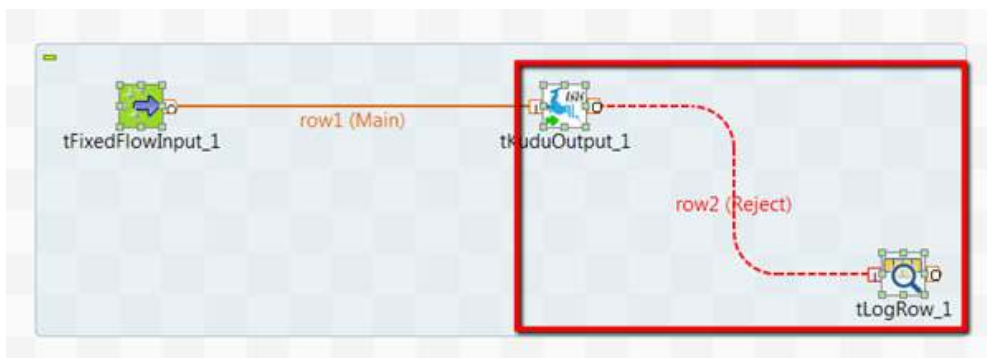 row1 (Main)
tFixedFlowInput_1
tKuduOutput_1
row2 (Reject)
tLogRow_1